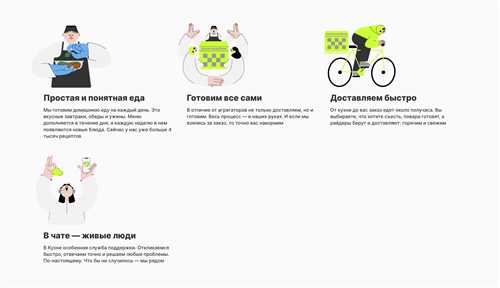 Простая и понятная еда
Мы готовим домашнюю еду на каждый день. Это
вкусные завтраки, обеды и ужины. Меню
дополняется в течение дня, и каждую неделю в нем
появляются новые блюда. Сейчас у нас уже больше 4
тысяч рецептов
Готовим все сами
В отличие от агрегаторов не только доставляем, но и
готовим. Весь процесс — в наших руках. И если мы
взялись за заказ, то точно вас накормим
Доставляем быстро
От кухни до вас заказ едет около получаса. Вы
выбираете, что хотите съесть, повара готовят, а
райдеры берут и доставляют: горячим и свежим
В чате — живые люди
В Кухне особенная служба поддержки. Откликаемся
быстро, отвечаем точно и решаем любые проблемы.
По-настоящему. Что бы ни случилось — мы рядом